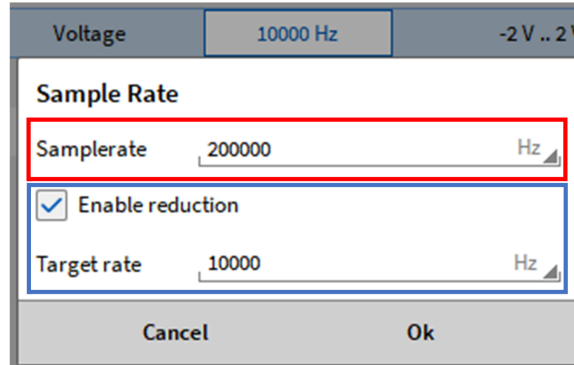 Voltage 10000 Hz -2 V .. 2
Sample Rate
Samplerate 200000 Hz
Enable reduction
Target rate 10000 Hz
Cancel Ok